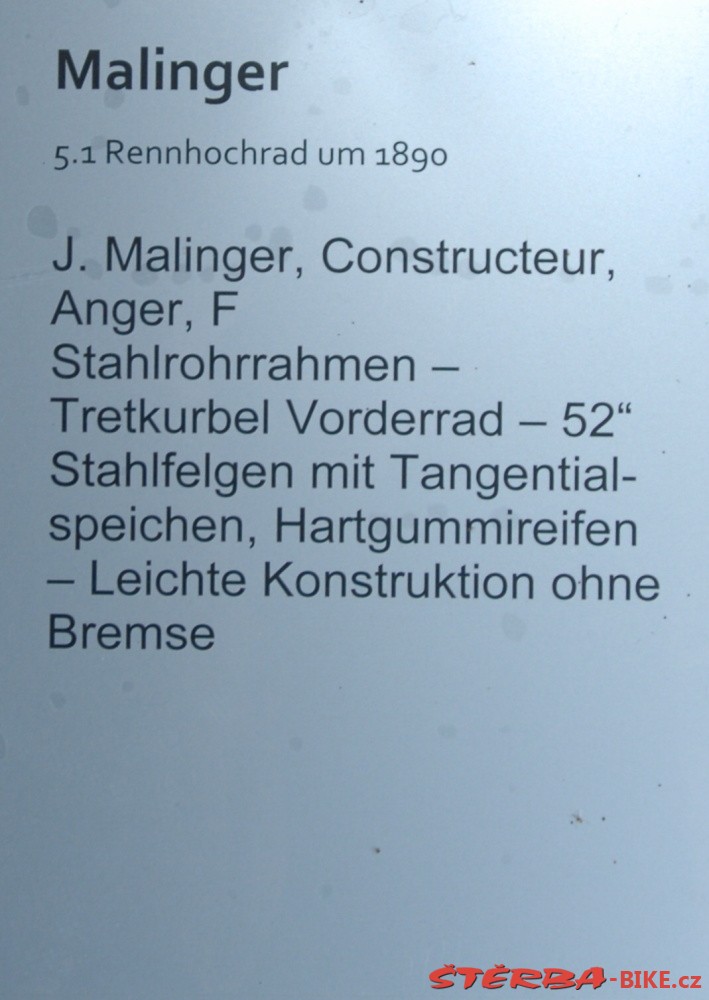 Malinger
5.1 Rennhochrad um 1890
J. Malinger, Constructeur,
Anger, F
Stahlrohrrahmen –
Tretkurbel Vorderrad – 52“
Stahlfelgen mit Tangential-
speichen, Hartgummireifen
– Leichte Konstruktion ohne
Bremse
ŠTĚRBA-BIKE.cz